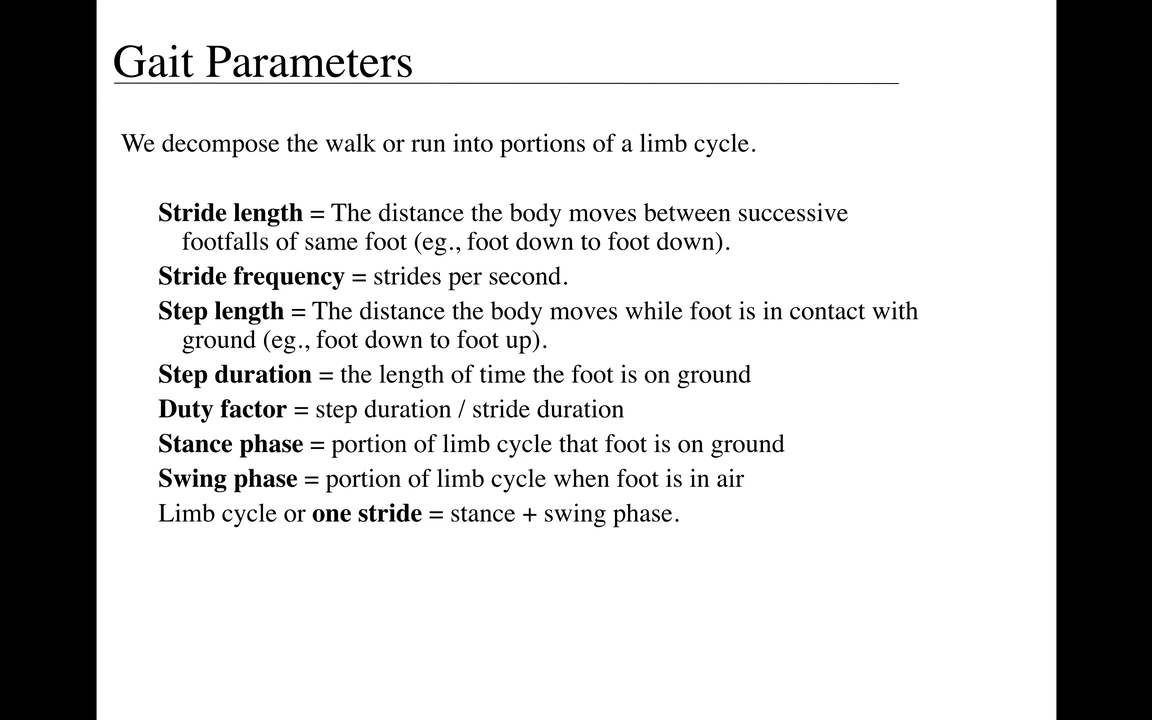 Gait Parameters
We decompose the walk or run into portions of a limb cycle.
Stride length = The distance the body moves between successive
footfalls of same foot (eg., foot down to foot down).
Stride frequency = strides per second.
Step length = The distance the body moves while foot is in contact with
ground (eg., foot down to foot up).
Step duration = the length of time the foot is on ground
Duty factor = step duration / stride duration
Stance phase = portion of limb cycle that foot is on ground
Swing phase = portion of limb cycle when foot is in air
Limb cycle or one stride = stance + swing phase.